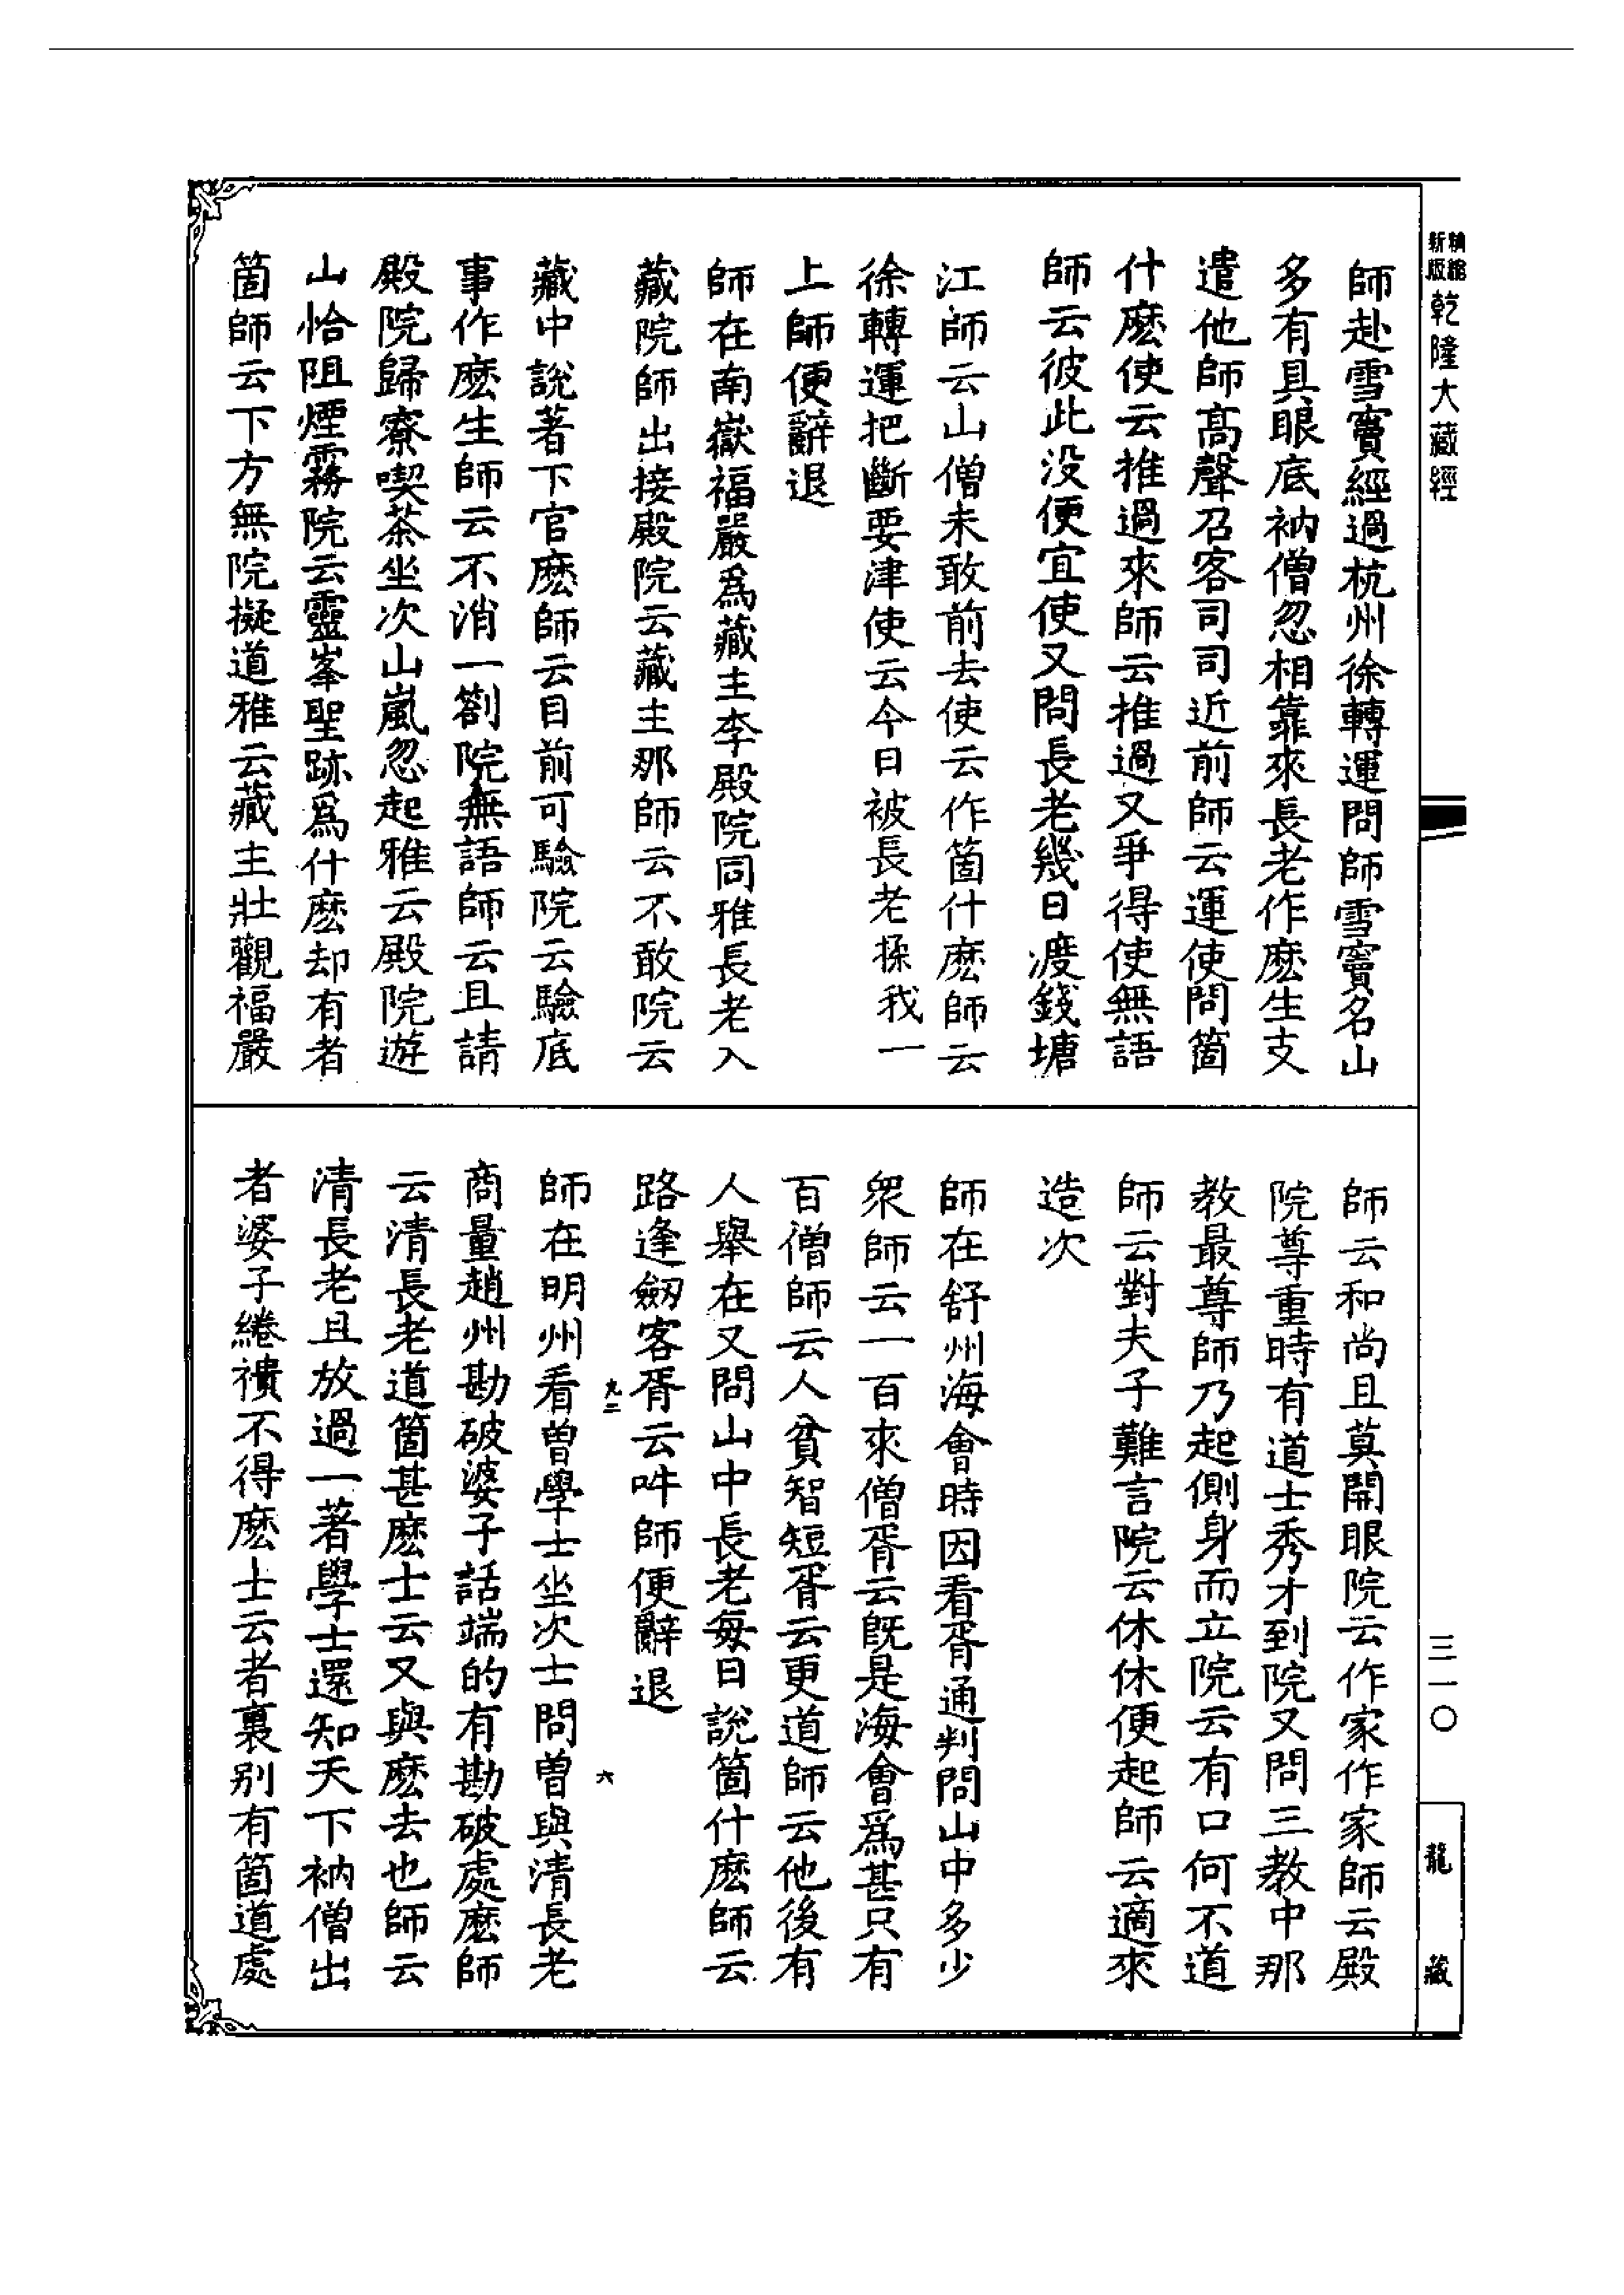 新版精縮乾隆大藏經
師赴雪竇經過杭州徐轉運問師雪竇名山
多有具眼底衲僧忽相靠來長老作麽生支
遣他師高聲召客司司近前師云運使問箇
什麽使云推過來師云推過又爭得使無語
師云彼此没便宜使又問長老幾日渡錢塘
江師云山僧未敢前去使云作箇什麽師云
徐轉運把斷要津使云今日被長老揉我一
上師便辭退
師在南嶽福嚴爲藏主李殿院同雅長老入
藏院師出接殿院云藏主那師云不敢院云
藏中說著下官麽師云目前可驗院云驗底
事作麽生師云不消一劄院無語師云且請
殿院歸寮喫茶坐次山嵐忽起雅云殿院遊
山恰阻煙霧院云靈峯聖跡爲什麽却有者
箇師云下方無院擬道雅云藏主壯觀福嚴
師云和尚且莫開眼院云作家作家師云殿
院尊重時有道士秀才到院又問三教中那
教最尊師乃起側身而立院云有口何不道
師云對夫子難言院云休休便起師云適來
造次
師在舒州海會時因看胥通判問山中多少
衆師云一百來僧胥云既是海會爲甚只有
百僧師云人貧智短胥云更道師云他後有
人舉在又問山中長老每日說箇什麽師云
路逢劒客胥云吽師便辭退
九二
六
師在明州看曽學士坐次士問曽與清長老
商量趙州勘破婆子話端的有勘破處麽師
云清長老道箇甚麽士云又與麽去也師云
清長老且放過一著學士還知天下衲僧出
者婆子綣䙡不得麽士云者裏别有箇道處
三一〇
龍藏